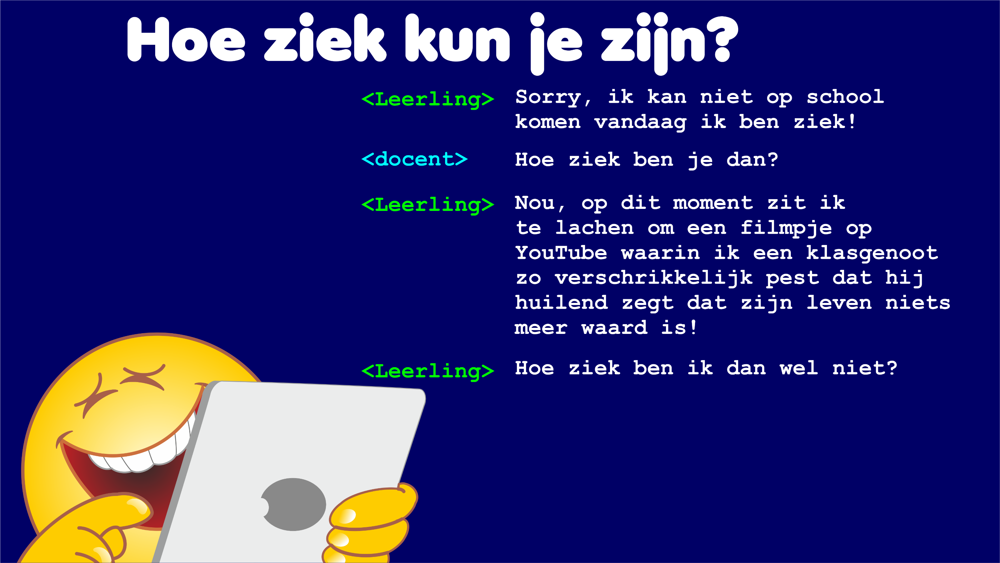 Hoe ziek kun je zijn?
<Leerling> Sorry, ik kan niet op school
komen vandaag ik ben ziek!
<docent> Hoe ziek ben je dan?
<Leerling> Nou, op dit moment zit ik
te lachen om een filmpje op
YouTube waarin ik een klasgenoot
zo verschrikkelijk pest dat hij
huilend zegt dat zijn leven niets
meer waard is!
<Leerling> Hoe ziek ben ik dan wel niet?